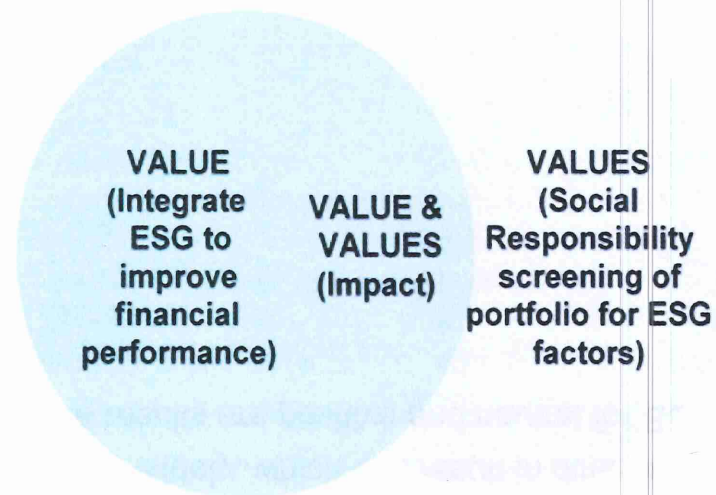 VALUE
(Integrate
ESG to
improve
financial
performance)
VALUE &
VALUES
(Impact)
VALUES
(Social
Responsibility
screening of
portfolio for ESG
factors)